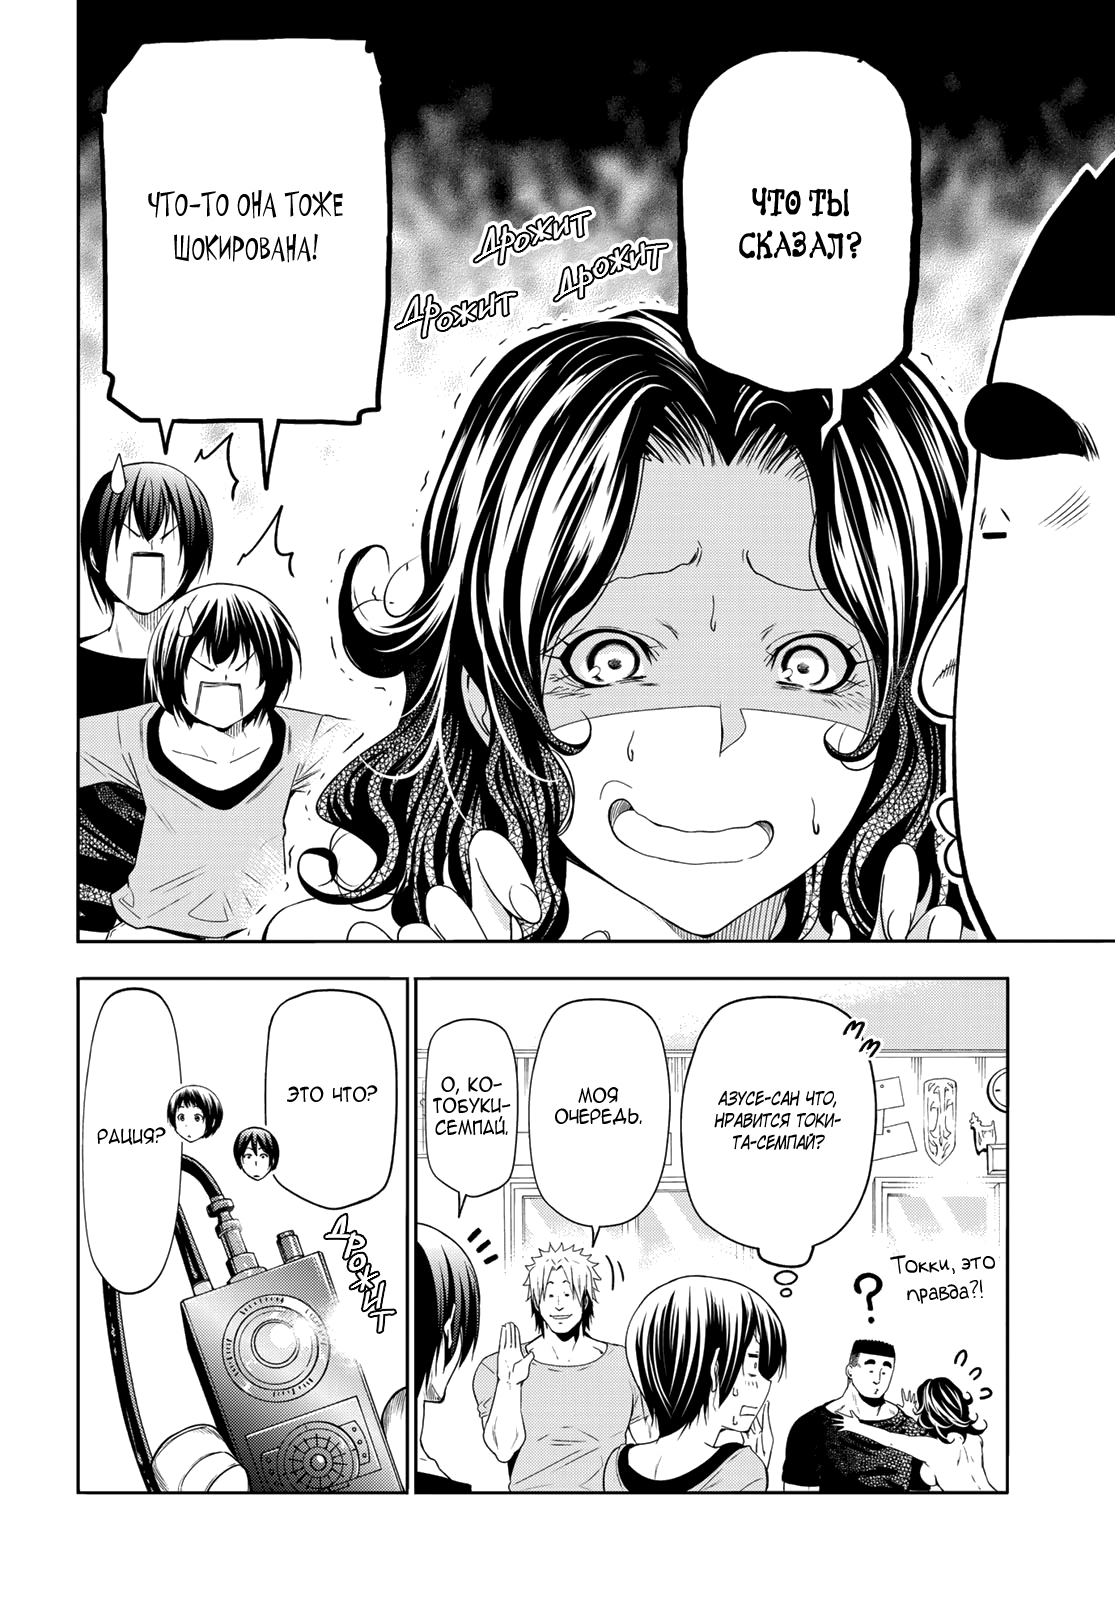 ЧТО ТЫ
СКАЗАЛ?
ДРОЖИТ
ДРОЖИТ
ДРОЖИТ
ЧТО-ТО ОНА ТОЖЕ
ШОКИРОВАНА!
АЗУСЕ-САН ЧТО,
НРАВИТСЯ ТОКИ-
ТА-СЕМПАЙ?
Токки, это
правда?!
?
МОЯ
ОЧЕРЕДЬ.
О, КО-
ТОБУКИ-
СЕМПАЙ.
ЭТО ЧТО?
РАЦИЯ?
ДРОЖИТ